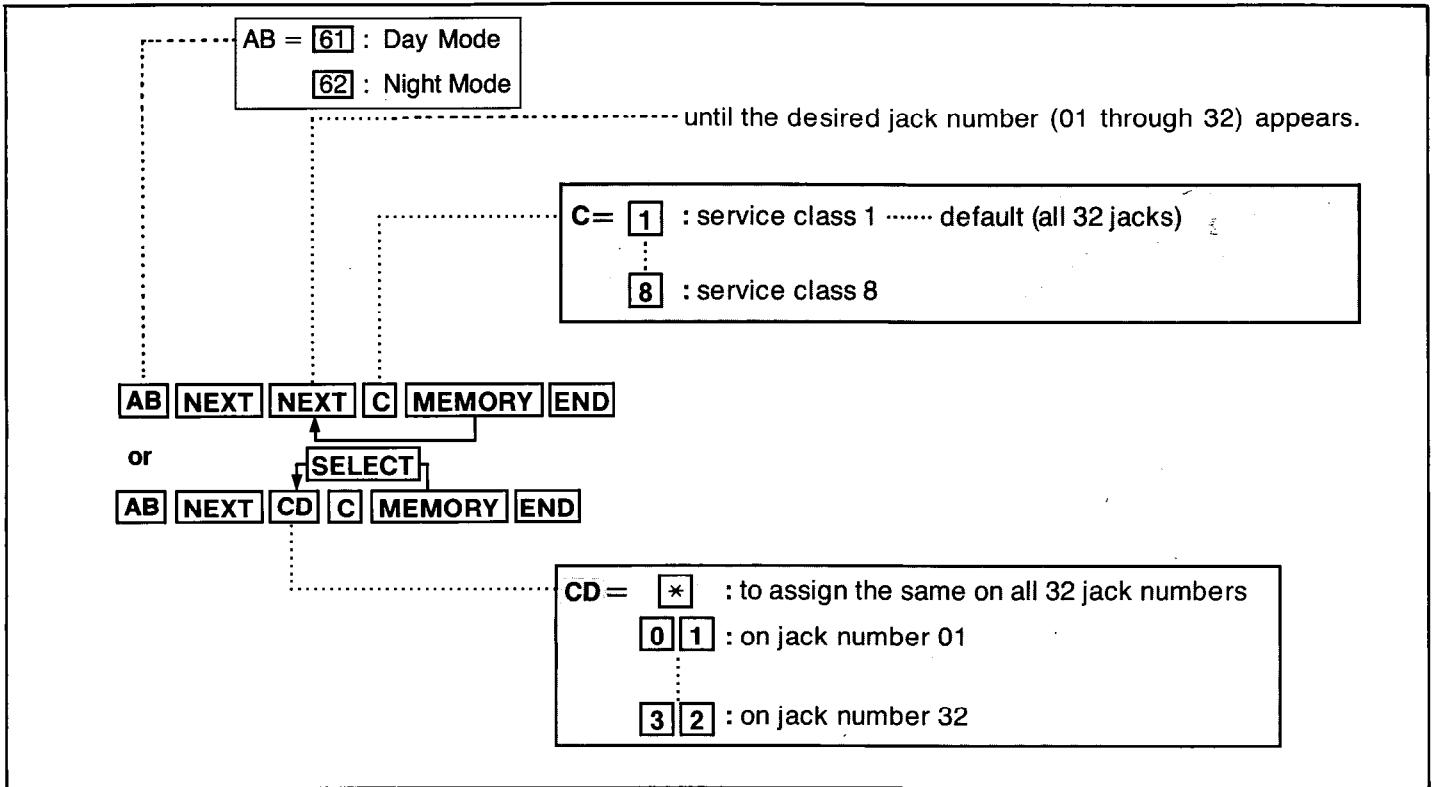 AB = 61 : Day Mode
62 : Night Mode
until the desired jack number (01 through 32) appears.
C= 1 : service class 1 ······· default (all 32 jacks)
8 : service class 8
AB NEXT NEXT C MEMORY END
or
SELECT
AB NEXT CD C MEMORY END
CD = * : to assign the same on all 32 jack numbers
0 1 : on jack number 01
3 2 : on jack number 32